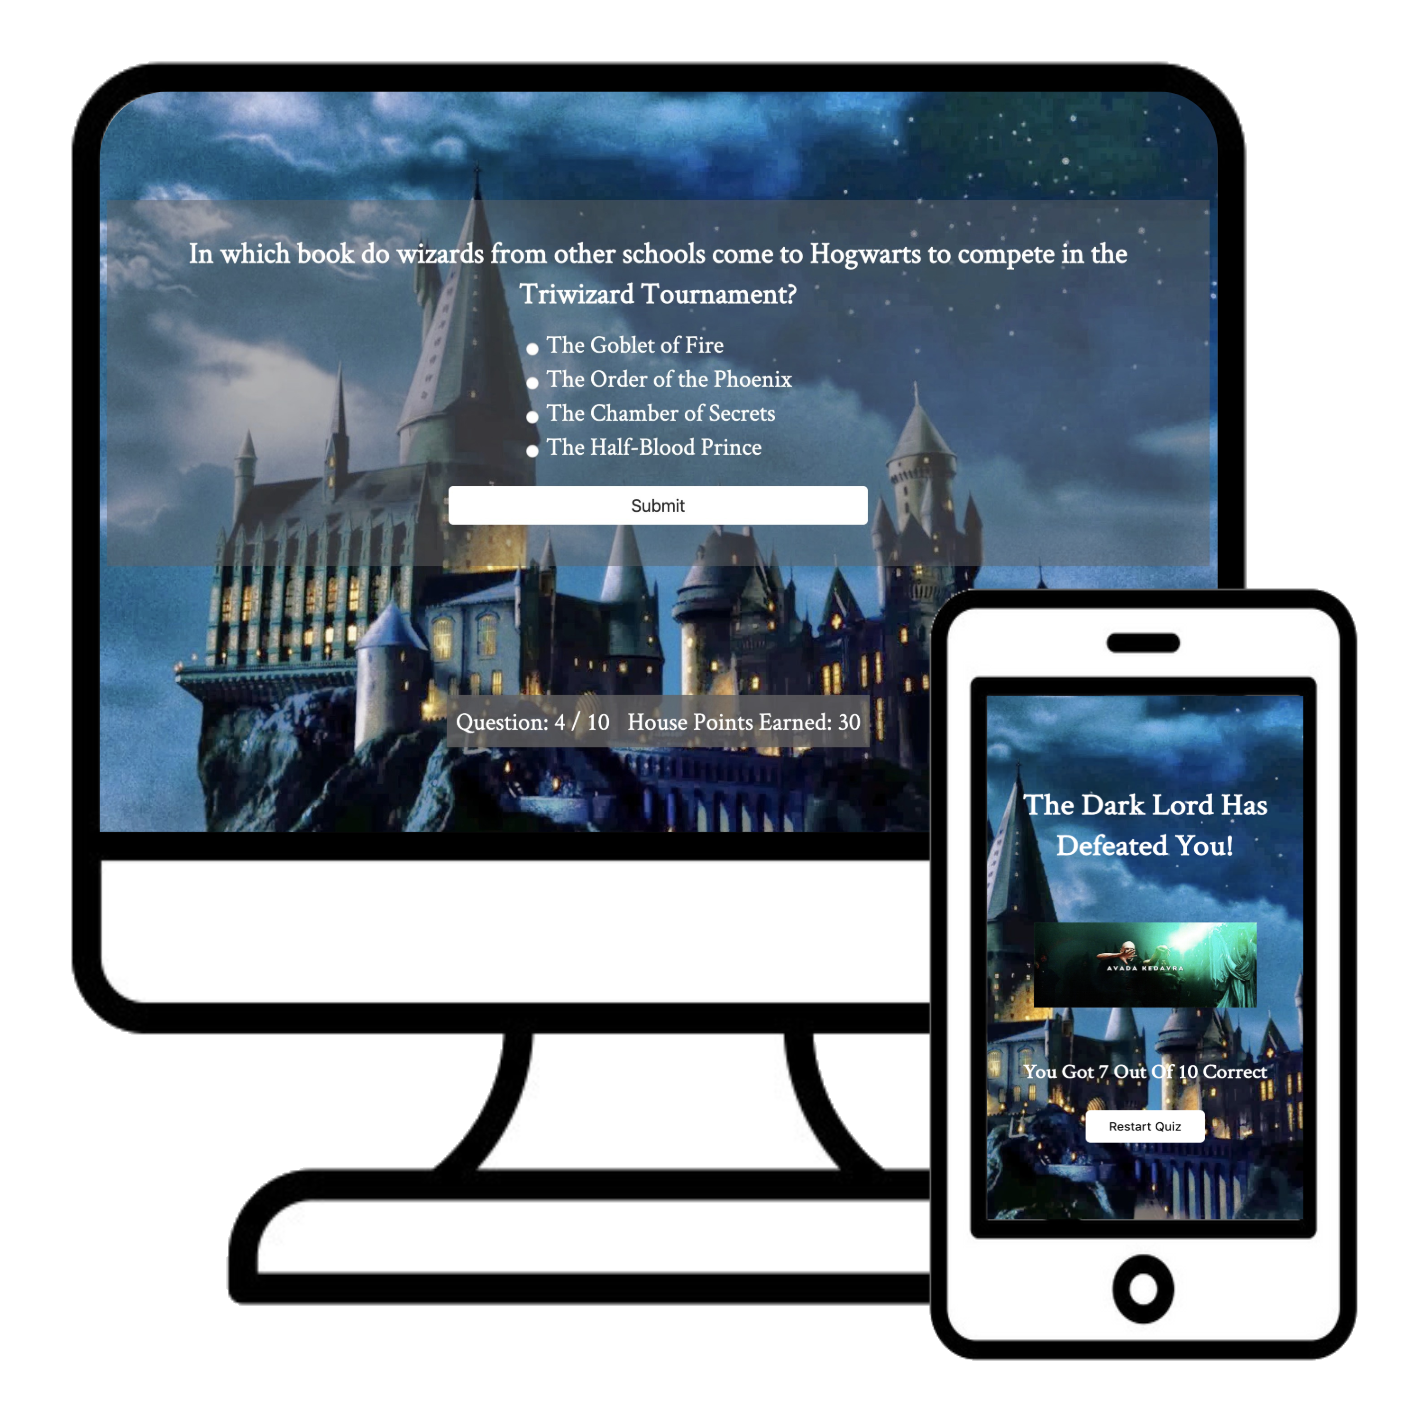 In which book do wizards from other schools come to Hogwarts to compete in the
Triwizard Tournament?
The Goblet of Fire
The Order of the Phoenix
The Chamber of Secrets
The Half-Blood Prince
Submit
Question: 4 / 10 House Points Earned: 30
The Dark Lord Has
Defeated You!
AVADA KEDAVRA
You Got 7 Out Of 10 Correct
Restart Quiz